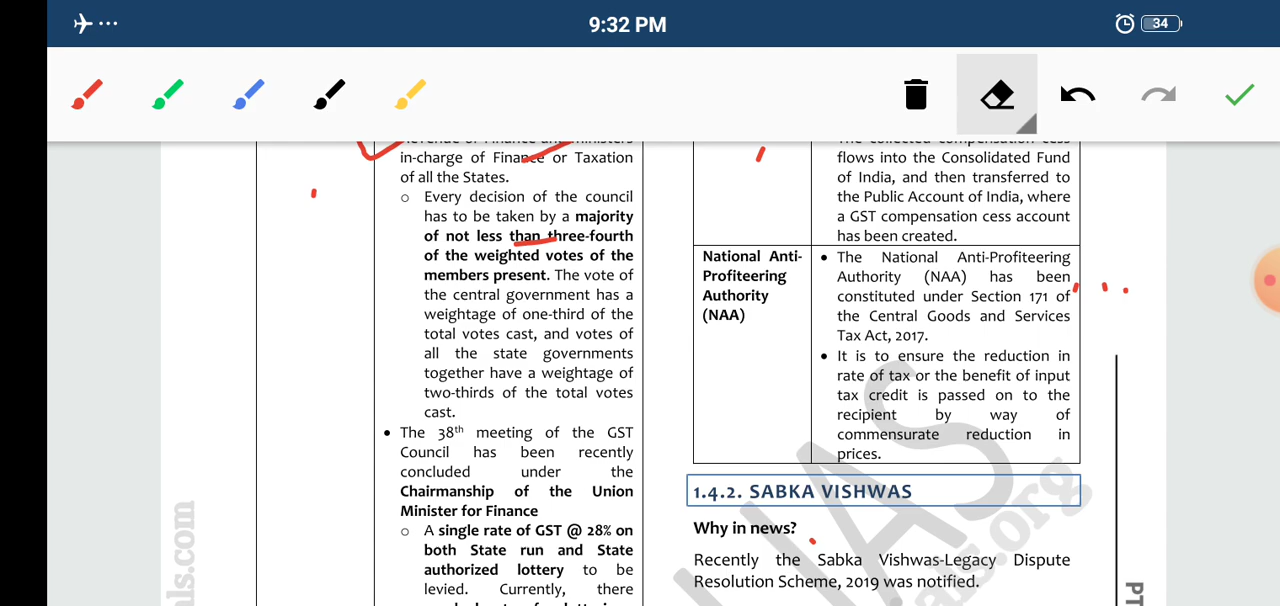 9:32 PM
34
in-charge of Finance or Taxation
of all the States.
o Every decision of the council
has to be taken by a majority
of not less than three-fourth
of the weighted votes of the
members present. The vote of
the central government has a
weightage of one-third of the
total votes cast, and votes of
all the state governments
together have a weightage of
two-thirds of the total votes
cast.
• The 38th meeting of the GST
Council has been recently
concluded under the
Chairmanship of the Union
Minister for Finance
o A single rate of GST @ 28% on
both State run and State
authorized lottery to be
levied. Currently, there
The collected compensation cess
flows into the Consolidated Fund
of India, and then transferred to
the Public Account of India, where
a GST compensation cess account
has been created.
National Anti-
Profiteering
Authority
(NAA)
• The National Anti-Profiteering
Authority (NAA) has been
constituted under Section 171 of
the Central Goods and Services
Tax Act, 2017.
• It is to ensure the reduction in
rate of tax or the benefit of input
tax credit is passed on to the
recipient by way of
commensurate reduction in
prices.
1.4.2. SABKA VISHWAS
Why in news?
Recently the Sabka Vishwas-Legacy Dispute
Resolution Scheme, 2019 was notified.
PT
IAS
als.org
als.com